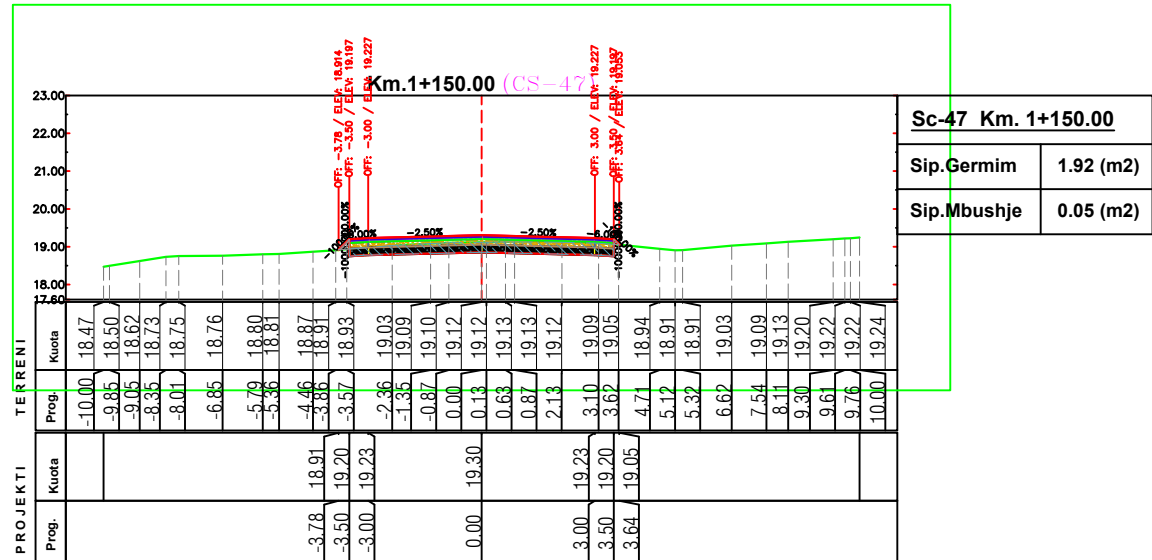 OFF: -3.78 / ELEV: 18.914
OFF: -3.50 / ELEV: 19.197
OFF: -3.00 / ELEV: 19.227
OFF: 3.00 / ELEV: 19.227
OFF: 3.50 / ELEV: 19.197
OFF: 3.64 / ELEV: 19.053
Km.1+150.00 (CS-47)
23.00
22.00
21.00
20.00
19.00
18.00
17.60
-2.50% -2.50%
-6.00%
Sc-47 Km. 1+150.00
Sip.Germim 1.92 (m2)
Sip.Mbushje 0.05 (m2)
TERRENI
Kuota 18.47 18.50 18.62 18.73 18.75 18.76 18.80 18.81 18.87 18.91 18.93 19.03 19.09 19.10 19.12 19.12 19.13 19.13 19.12 19.09 19.05 18.94 18.91 18.91 19.03 19.09 19.13 19.20 19.22 19.22 19.24
Prog. -10.00 -9.85 -9.05 -8.35 -8.01 -6.85 -5.79 -5.36 -4.46 -3.86 -3.57 -2.36 -1.35 -0.87 0.00 0.13 0.63 0.87 2.13 3.10 3.62 4.71 5.12 5.32 6.62 7.54 8.11 9.30 9.61 9.76 10.00
PROJEKTI
Kuota 18.91 19.20 19.23 19.30 19.23 19.20 19.05
Prog. -3.78 -3.50 -3.00 0.00 3.00 3.50 3.64